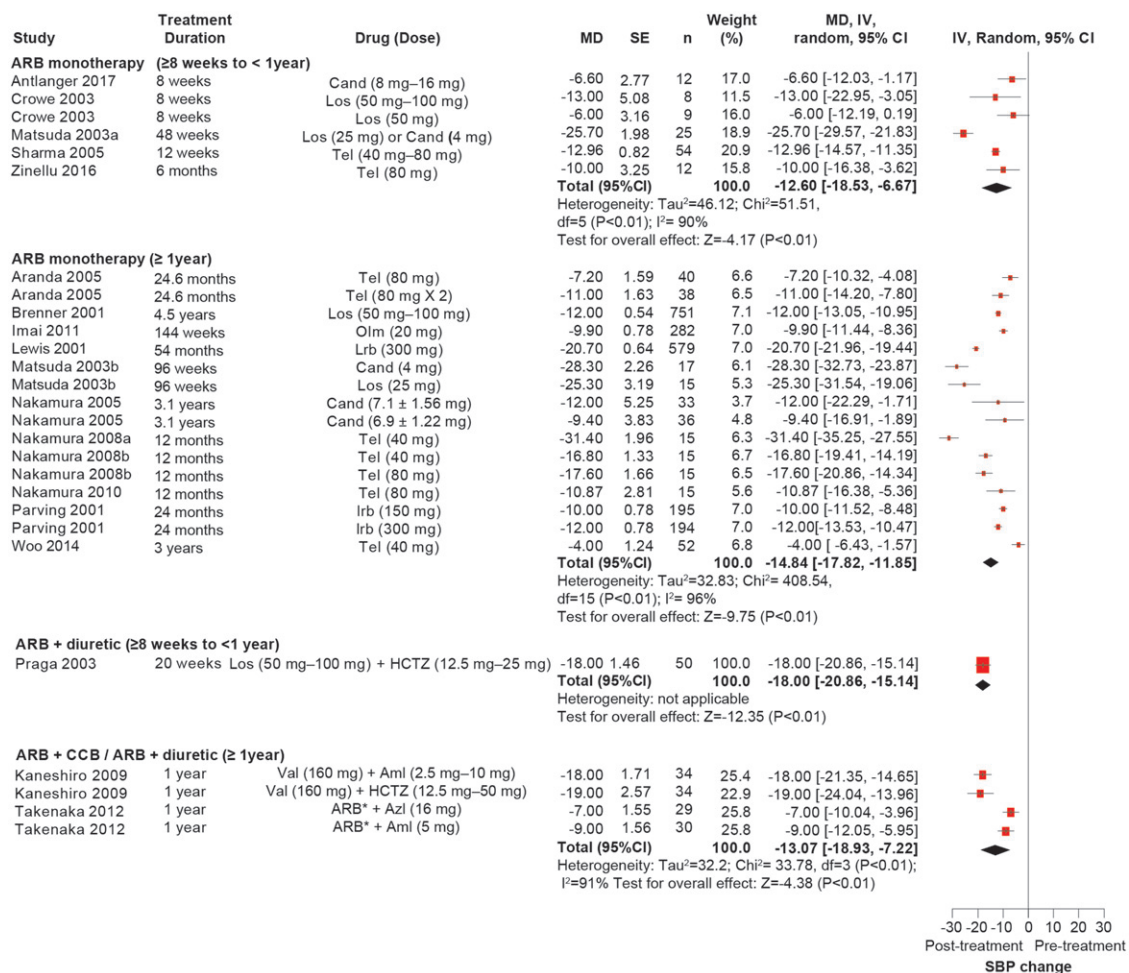 Study Treatment Duration Drug (Dose) MD SE n Weight (%) MD, IV, random, 95% CI IV, Random, 95% CI
ARB monotherapy (≥8 weeks to < 1year)
Antlanger 2017 8 weeks Cand (8 mg–16 mg) -6.60 2.77 12 17.0 -6.60 [-12.03, -1.17]
Crowe 2003 8 weeks Los (50 mg–100 mg) -13.00 5.08 8 11.5 -13.00 [-22.95, -3.05]
Crowe 2003 8 weeks Los (50 mg) -6.00 3.16 9 16.0 -6.00 [-12.19, 0.19]
Matsuda 2003a 48 weeks Los (25 mg) or Cand (4 mg) -25.70 1.98 25 18.9 -25.70 [-29.57, -21.83]
Sharma 2005 12 weeks Tel (40 mg–80 mg) -12.96 0.82 54 20.9 -12.96 [-14.57, -11.35]
Zinellu 2016 6 months Tel (80 mg) -10.00 3.25 12 15.8 -10.00 [-16.38, -3.62]
Total (95%CI) 100.0 -12.60 [-18.53, -6.67]
Heterogeneity: Tau²=46.12; Chi²=51.51,
df=5 (P<0.01); I²= 90%
Test for overall effect: Z=-4.17 (P<0.01)
ARB monotherapy (≥ 1year)
Aranda 2005 24.6 months Tel (80 mg) -7.20 1.59 40 6.6 -7.20 [-10.32, -4.08]
Aranda 2005 24.6 months Tel (80 mg X 2) -11.00 1.63 38 6.5 -11.00 [-14.20, -7.80]
Brenner 2001 4.5 years Los (50 mg–100 mg) -12.00 0.54 751 7.1 -12.00 [-13.05, -10.95]
Imai 2011 144 weeks Olm (20 mg) -9.90 0.78 282 7.0 -9.90 [-11.44, -8.36]
Lewis 2001 54 months Lrb (300 mg) -20.70 0.64 579 7.0 -20.70 [-21.96, -19.44]
Matsuda 2003b 96 weeks Cand (4 mg) -28.30 2.26 17 6.1 -28.30 [-32.73, -23.87]
Matsuda 2003b 96 weeks Los (25 mg) -25.30 3.19 15 5.3 -25.30 [-31.54, -19.06]
Nakamura 2005 3.1 years Cand (7.1 ± 1.56 mg) -12.00 5.25 33 3.7 -12.00 [-22.29, -1.71]
Nakamura 2005 3.1 years Cand (6.9 ± 1.22 mg) -9.40 3.83 36 4.8 -9.40 [-16.91, -1.89]
Nakamura 2008a 12 months Tel (40 mg) -31.40 1.96 15 6.3 -31.40 [-35.25, -27.55]
Nakamura 2008b 12 months Tel (40 mg) -16.80 1.33 15 6.7 -16.80 [-19.41, -14.19]
Nakamura 2008b 12 months Tel (80 mg) -17.60 1.66 15 6.5 -17.60 [-20.86, -14.34]
Nakamura 2010 12 months Tel (80 mg) -10.87 2.81 15 5.6 -10.87 [-16.38, -5.36]
Parving 2001 24 months Irb (150 mg) -10.00 0.78 195 7.0 -10.00 [-11.52, -8.48]
Parving 2001 24 months Irb (300 mg) -12.00 0.78 194 7.0 -12.00 [-13.53, -10.47]
Woo 2014 3 years Tel (40 mg) -4.00 1.24 52 6.8 -4.00 [-6.43, -1.57]
Total (95%CI) 100.0 -14.84 [-17.82, -11.85]
Heterogeneity: Tau²=32.83; Chi²= 408.54,
df=15 (P<0.01); I²= 96%
Test for overall effect: Z=-9.75 (P<0.01)
ARB + diuretic (≥8 weeks to <1 year)
Praga 2003 20 weeks Los (50 mg–100 mg) + HCTZ (12.5 mg–25 mg) -18.00 1.46 50 100.0 -18.00 [-20.86, -15.14]
Total (95%CI) 100.0 -18.00 [-20.86, -15.14]
Heterogeneity: not applicable
Test for overall effect: Z=-12.35 (P<0.01)
ARB + CCB / ARB + diuretic (≥ 1year)
Kaneshiro 2009 1 year Val (160 mg) + Aml (2.5 mg–10 mg) -18.00 1.71 34 25.4 -18.00 [-21.35, -14.65]
Kaneshiro 2009 1 year Val (160 mg) + HCTZ (12.5 mg–50 mg) -19.00 2.57 34 22.9 -19.00 [-24.04, -13.96]
Takenaka 2012 1 year ARB* + Azl (16 mg) -7.00 1.55 29 25.8 -7.00 [-10.04, -3.96]
Takenaka 2012 1 year ARB* + Aml (5 mg) -9.00 1.56 30 25.8 -9.00 [-12.05, -5.95]
Total (95%CI) 100.0 -13.07 [-18.93, -7.22]
Heterogeneity: Tau²=32.2; Chi²= 33.78, df=3 (P<0.01);
I²=91% Test for overall effect: Z=-4.38 (P<0.01)
-30 -20 -10 0 10 20 30
Post-treatment Pre-treatment
SBP change